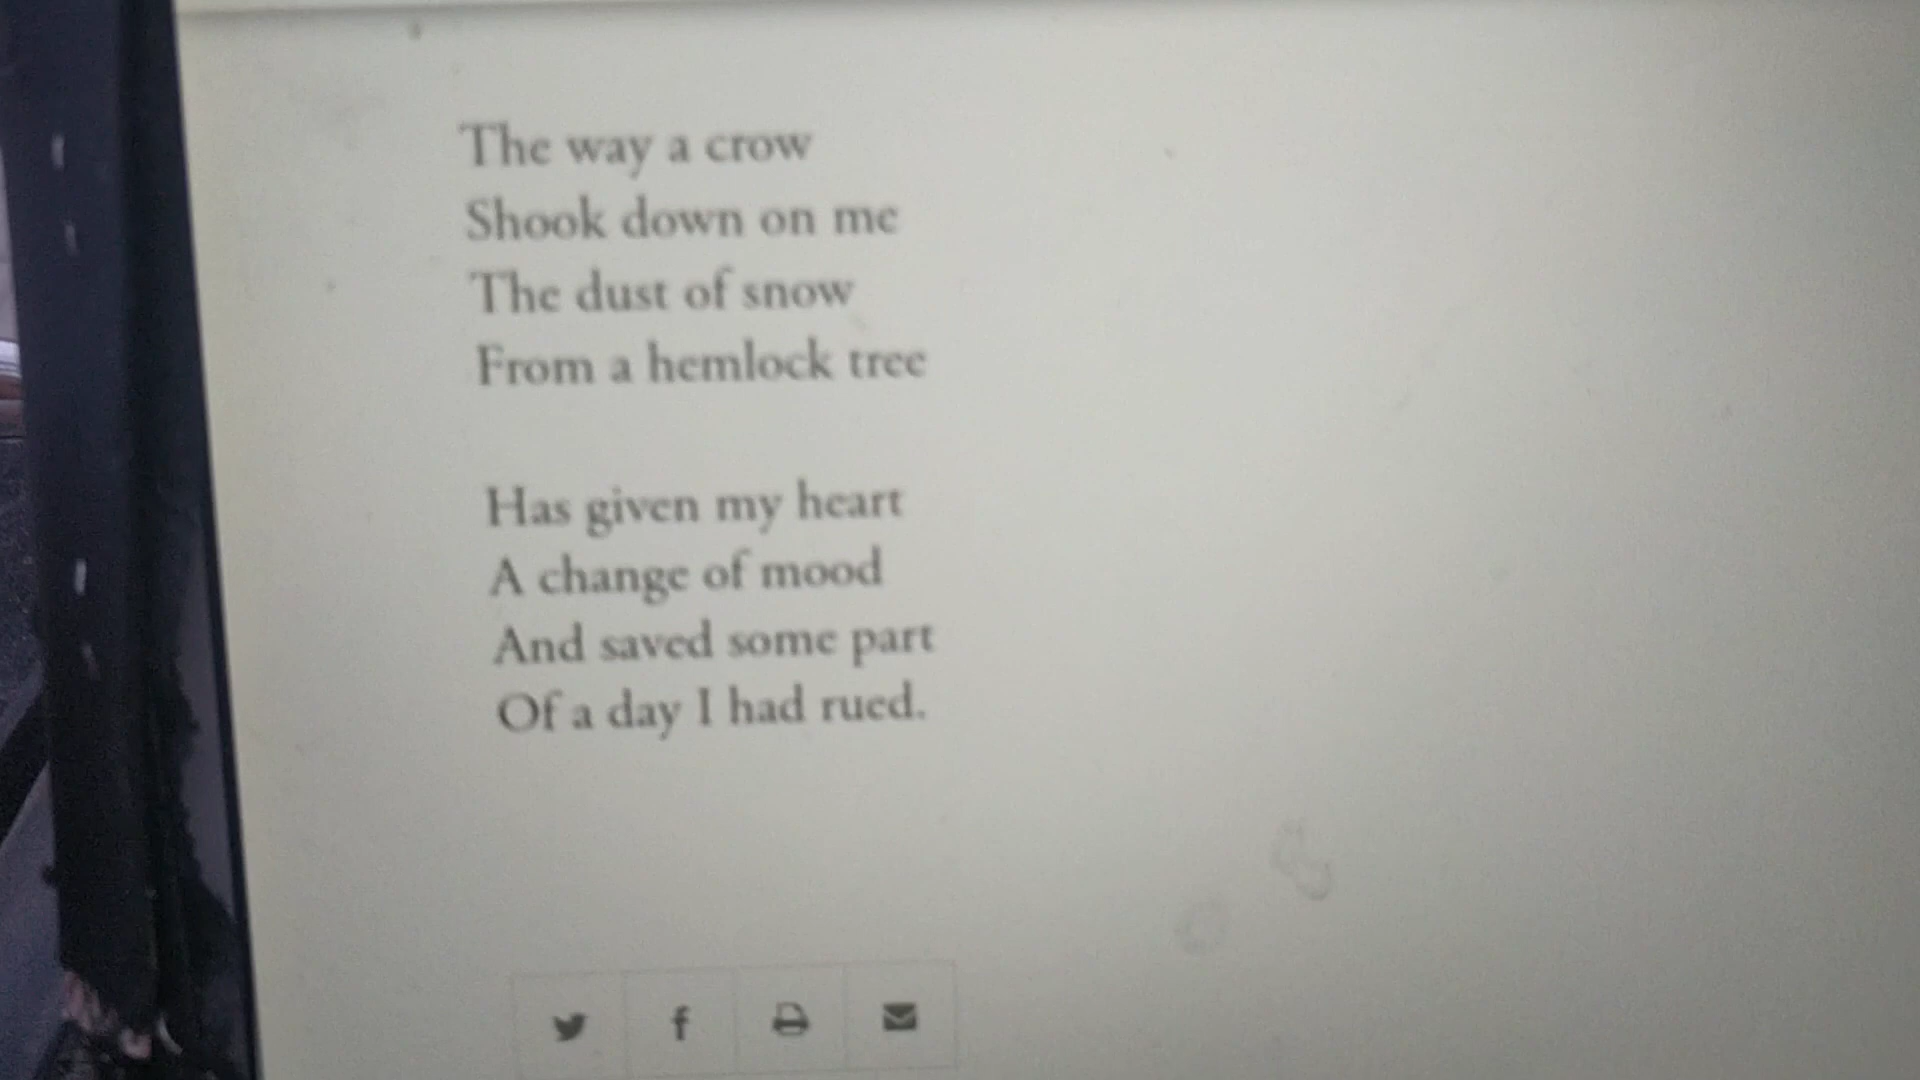 The way a crow
Shook down on me
The dust of snow
From a hemlock tree
Has given my heart
A change of mood
And saved some part
Of a day I had rued.